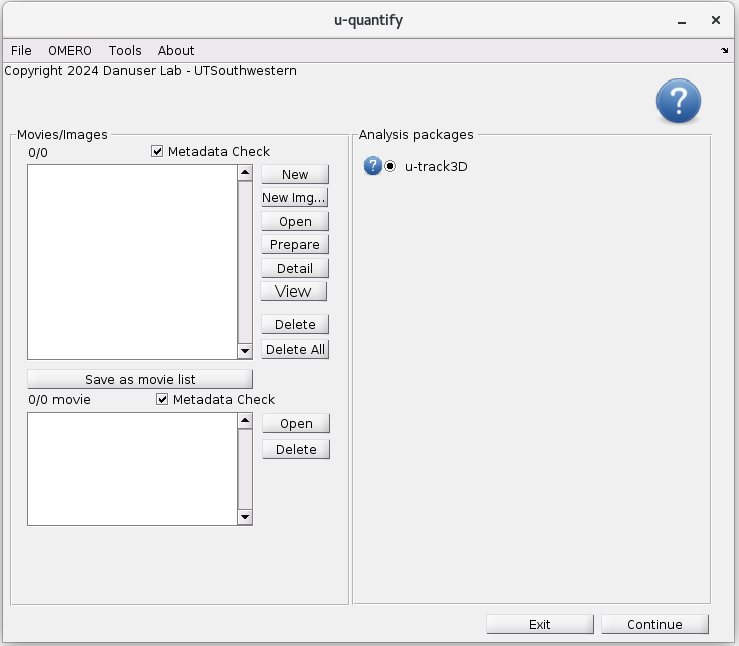 u-quantify
File OMERO Tools About
Copyright 2024 Danuser Lab - UTSouthwestern
?
Movies/Images
0/0 Metadata Check
New
New Img...
Open
Prepare
Detail
View
Delete
Delete All
Save as movie list
0/0 movie Metadata Check
Open
Delete
Analysis packages
? u-track3D
Exit Continue